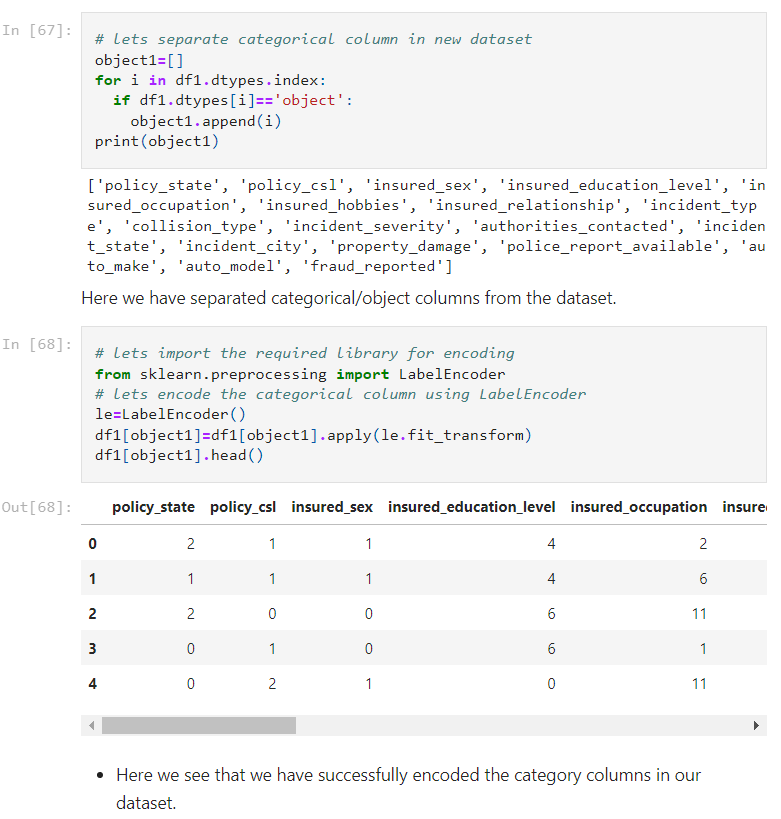 In [67]:
# lets separate categorical column in new dataset
object1=[]
for i in df1.dtypes.index:
  if df1.dtypes[i]=='object':
    object1.append(i)
print(object1)
['policy_state', 'policy_csl', 'insured_sex', 'insured_education_level', 'in
sured_occupation', 'insured_hobbies', 'insured_relationship', 'incident_typ
e', 'collision_type', 'incident_severity', 'authorities_contacted', 'inciden
t_state', 'incident_city', 'property_damage', 'police_report_available', 'au
to_make', 'auto_model', 'fraud_reported']
Here we have separated categorical/object columns from the dataset.
In [68]:
# lets import the required library for encoding
from sklearn.preprocessing import LabelEncoder
# lets encode the categorical column using LabelEncoder
le=LabelEncoder()
df1[object1]=df1[object1].apply(le.fit_transform)
df1[object1].head()
Out[68]:
policy_state policy_csl insured_sex insured_education_level insured_occupation insure
0 2 1 1 4 2
1 1 1 1 4 6
2 2 0 0 6 11
3 0 1 0 6 1
4 0 2 1 0 11
• Here we see that we have successfully encoded the category columns in our
dataset.